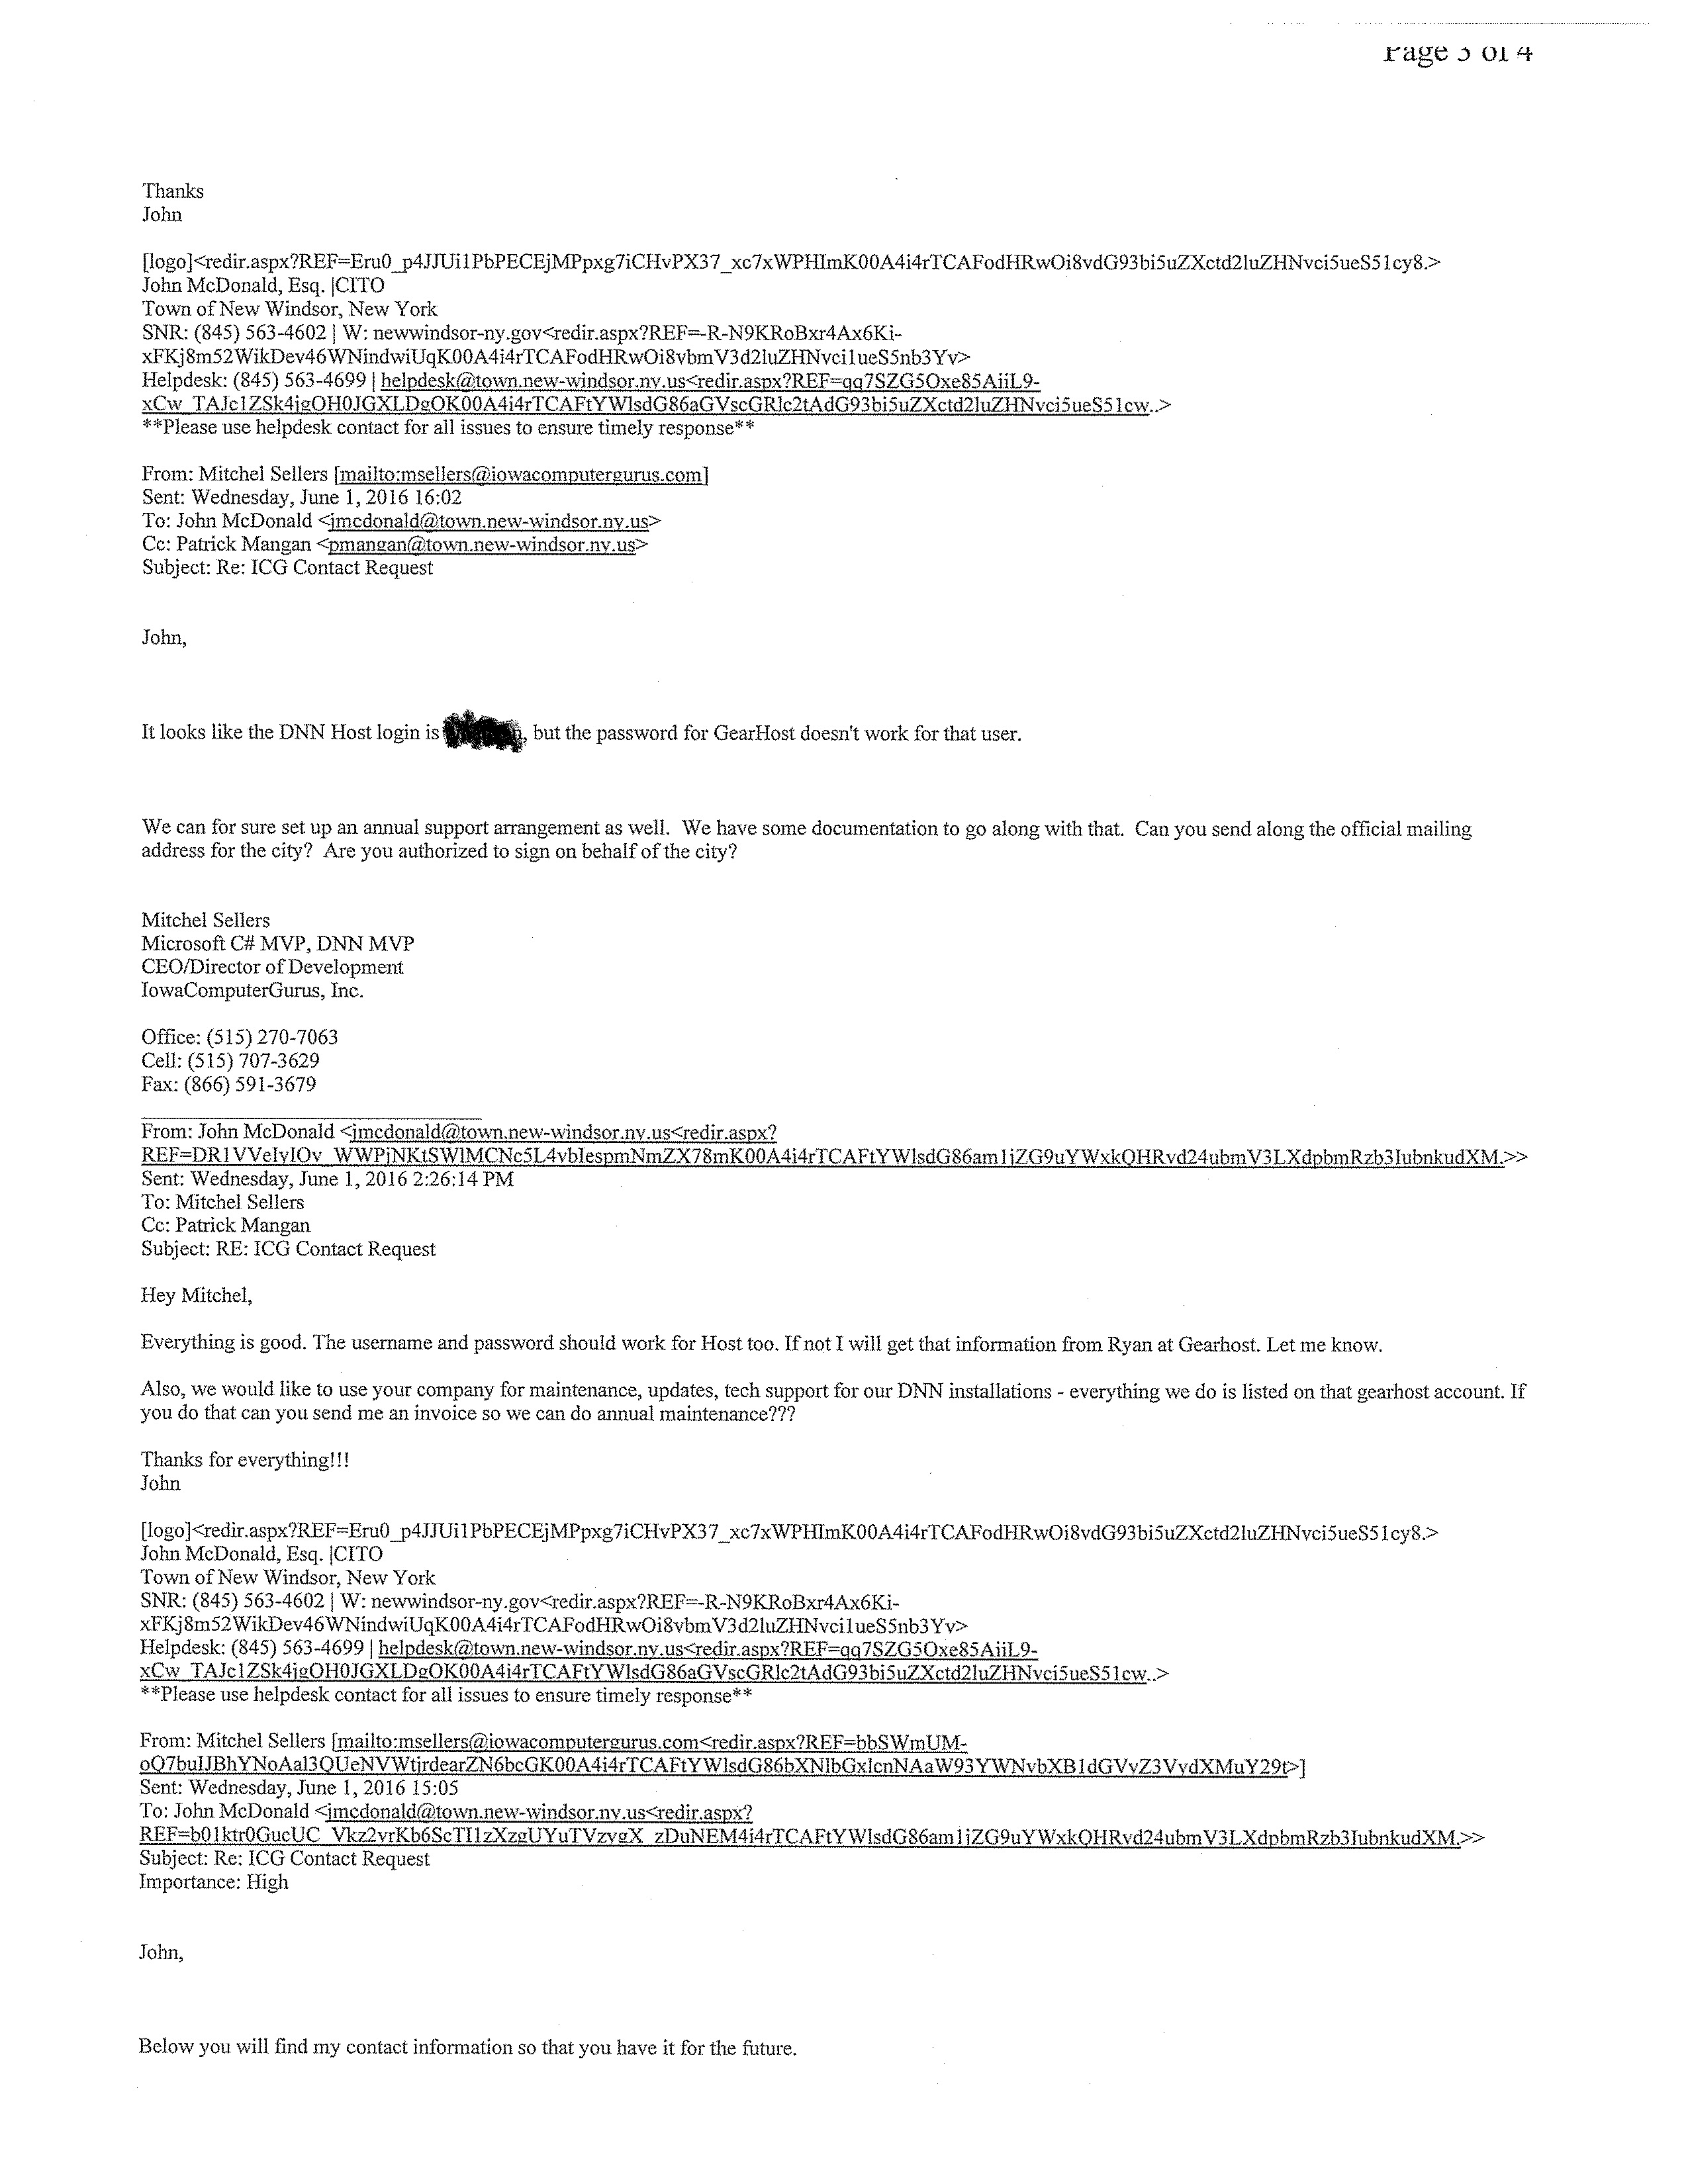 Page 3 of 4
Thanks
John
[logo]<redir.aspx?REF=Eru0_p4JJUi1PbPECEjMPpxg7iCHvPX37_xc7xWPHImK00A4i4rTCAFodHRwOi8vdG93bi5uZXctd2luZHNvci5ueS51cy8.>
John McDonald, Esq. |CITO
Town of New Windsor, New York
SNR: (845) 563-4602 | W: newwindsor-ny.gov<redir.aspx?REF=-R-N9KRoBxr4Ax6Ki-
xFKj8m52WikDev46WNindwiUqK00A4i4rTCAFodHRwOi8vbmV3d2luZHNvci1ueS5nb3Yv>
Helpdesk: (845) 563-4699 | helpdesk@town.new-windsor.ny.us<redir.aspx?REF=qq7SZG5Oxe85AiiL9-
xCw_TAJc1ZSk4jgOH0JGXLDgOK00A4i4rTCAFtYWlsdG86aGVscGRlc2tAdG93bi5uZXctd2luZHNvci5ueS51cw..>
**Please use helpdesk contact for all issues to ensure timely response**
From: Mitchel Sellers [mailto:msellers@iowacomputergurus.com]
Sent: Wednesday, June 1, 2016 16:02
To: John McDonald <jmcdonald@town.new-windsor.ny.us>
Cc: Patrick Mangan <pmangan@town.new-windsor.ny.us>
Subject: Re: ICG Contact Request
John,
It looks like the DNN Host login is , but the password for GearHost doesn't work for that user.
We can for sure set up an annual support arrangement as well. We have some documentation to go along with that. Can you send along the official mailing
address for the city? Are you authorized to sign on behalf of the city?
Mitchel Sellers
Microsoft C# MVP, DNN MVP
CEO/Director of Development
IowaComputerGurus, Inc.
Office: (515) 270-7063
Cell: (515) 707-3629
Fax: (866) 591-3679
From: John McDonald <jmcdonald@town.new-windsor.ny.us<redir.aspx?
REF=DR1VVeIvIOv_WWPjNKtSWlMCNc5L4vbIespmNmZX78mK00A4i4rTCAFtYWlsdG86am1jZG9uYWxkQHRvd24ubmV3LXdpbmRzb3IubnkudXM.>>
Sent: Wednesday, June 1, 2016 2:26:14 PM
To: Mitchel Sellers
Cc: Patrick Mangan
Subject: RE: ICG Contact Request
Hey Mitchel,
Everything is good. The username and password should work for Host too. If not I will get that information from Ryan at Gearhost. Let me know.
Also, we would like to use your company for maintenance, updates, tech support for our DNN installations - everything we do is listed on that gearhost account. If
you do that can you send me an invoice so we can do annual maintenance???
Thanks for everything!!!
John
[logo]<redir.aspx?REF=Eru0_p4JJUi1PbPECEjMPpxg7iCHvPX37_xc7xWPHImK00A4i4rTCAFodHRwOi8vdG93bi5uZXctd2luZHNvci5ueS51cy8.>
John McDonald, Esq. |CITO
Town of New Windsor, New York
SNR: (845) 563-4602 | W: newwindsor-ny.gov<redir.aspx?REF=-R-N9KRoBxr4Ax6Ki-
xFKj8m52WikDev46WNindwiUqK00A4i4rTCAFodHRwOi8vbmV3d2luZHNvci1ueS5nb3Yv>
Helpdesk: (845) 563-4699 | helpdesk@town.new-windsor.ny.us<redir.aspx?REF=qq7SZG5Oxe85AiiL9-
xCw_TAJc1ZSk4jgOH0JGXLDgOK00A4i4rTCAFtYWlsdG86aGVscGRlc2tAdG93bi5uZXctd2luZHNvci5ueS51cw..>
**Please use helpdesk contact for all issues to ensure timely response**
From: Mitchel Sellers [mailto:msellers@iowacomputergurus.com<redir.aspx?REF=bbSWmUM-
oQ7buIJBhYNoAal3QUeNVWtjrdearZN6bcGK00A4i4rTCAFtYWlsdG86bXNlbGxlcnNAaW93YWNvbXB1dGVyZ3VydXMuY29t>]
Sent: Wednesday, June 1, 2016 15:05
To: John McDonald <jmcdonald@town.new-windsor.ny.us<redir.aspx?
REF=b01ktr0GucUC_Vkz2vrKb6ScTI1zXzgUYuTVzvgX_zDuNEM4i4rTCAFtYWlsdG86am1jZG9uYWxkQHRvd24ubmV3LXdpbmRzb3IubnkudXM.>>
Subject: Re: ICG Contact Request
Importance: High
John,
Below you will find my contact information so that you have it for the future.